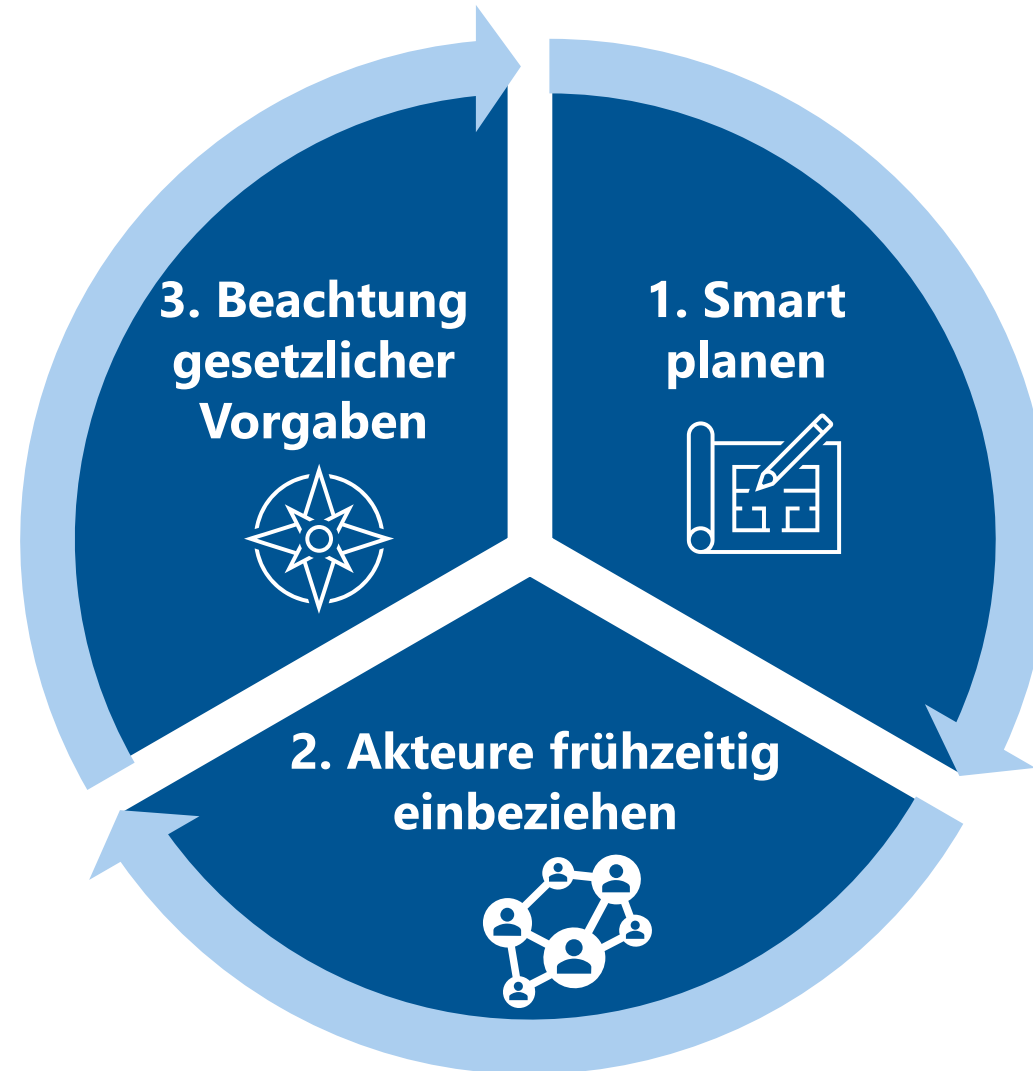 1. Smart
planen
2. Akteure frühzeitig
einbeziehen
3. Beachtung
gesetzlicher
Vorgaben